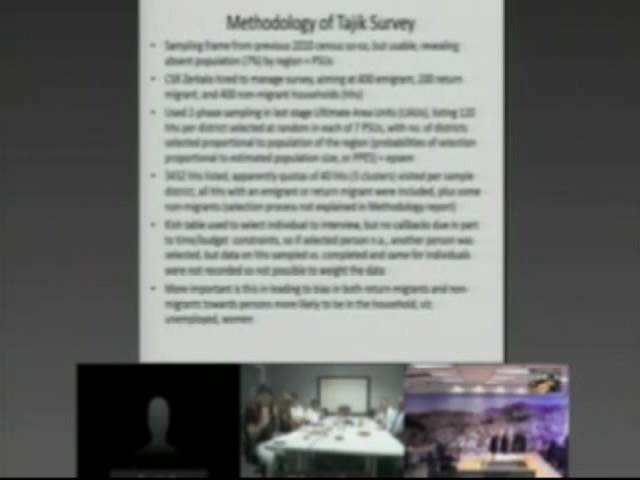 Methodology of Tajik Survey
• Sampling frame from previous 2010 census so-so, but usable, revealing
absent population (7%) by region = PSUs
• CSR Zerkalo hired to manage survey, aiming at 400 emigrant, 200 return
migrant, and 400 non-migrant households (hhs)
• Used 2-phase sampling in last stage Ultimate Area Units (UAUs), listing 120
hhs per district selected at random in each of 7 PSUs, with no. of districts
selected proportional to population of the region (probabilities of selection
proportional to estimated population size, or PPES) = epsem
• 3452 hhs listed, apparently quotas of 40 hhs (5 clusters) visited per sample
district, all hhs with an emigrant or return migrant were included, plus some
non-migrants (selection process not explained in Methodology report)
• Kish table used to select individual to interview, but no callbacks due in part
to time/budget constraints, so if selected person n.a., another person was
selected, but data on hhs sampled vs. completed and same for individuals
were not recorded so not possible to weight the data
• More important is this in leading to bias in both return migrants and non-
migrants towards persons more likely to be in the household, viz.
unemployed, women